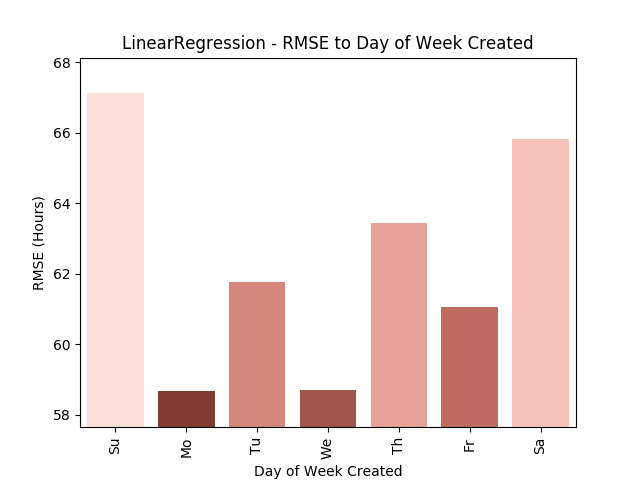 LinearRegression - RMSE to Day of Week Created
68
66
64
62
60
58
RMSE (Hours)
Su
Mo
Tu
We
Th
Fr
Sa
Day of Week Created